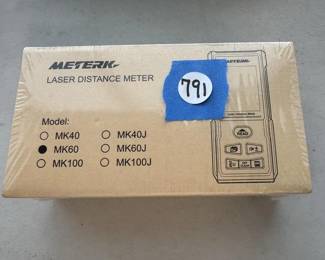 METERK
LASER DISTANCE METER
791
Model:
MK40 MK40J
MK60 MK60J
MK100 MK100J